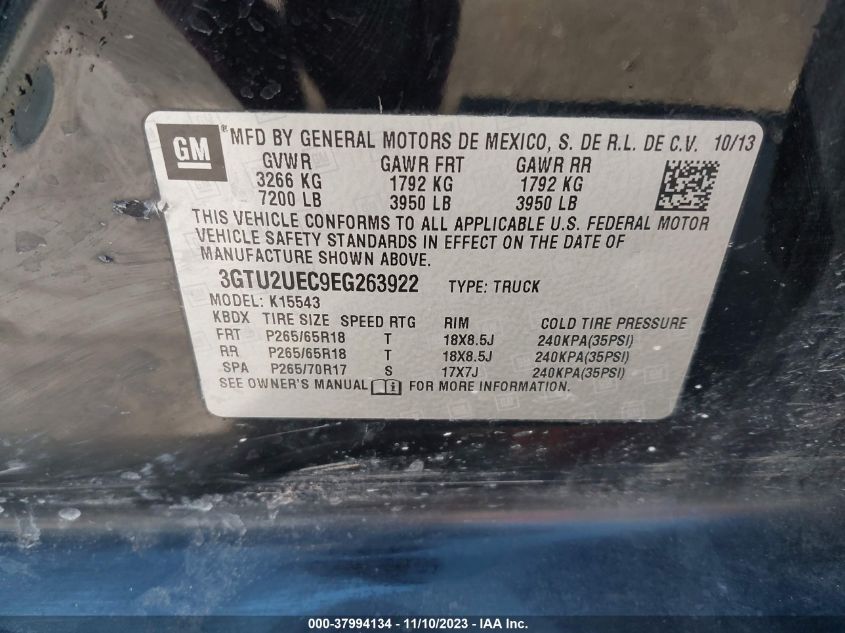 GM ® MFD BY GENERAL MOTORS DE MEXICO, S. DE R.L. DE C.V. 10/13
GVWR GAWR FRT GAWR RR
3266 KG 1792 KG 1792 KG
7200 LB 3950 LB 3950 LB
THIS VEHICLE CONFORMS TO ALL APPLICABLE U.S. FEDERAL MOTOR
VEHICLE SAFETY STANDARDS IN EFFECT ON THE DATE OF
MANUFACTURE SHOWN ABOVE.
3GTU2UEC9EG263922 TYPE: TRUCK
MODEL: K15543
KBDX TIRE SIZE SPEED RTG RIM COLD TIRE PRESSURE
FRT P265/65R18 T 18X8.5J 240KPA(35PSI)
RR P265/65R18 T 18X8.5J 240KPA(35PSI)
SPA P265/70R17 S 17X7J 240KPA(35PSI)
SEE OWNER'S MANUAL FOR MORE INFORMATION.
000-37994134 - 11/10/2023 - IAA Inc.